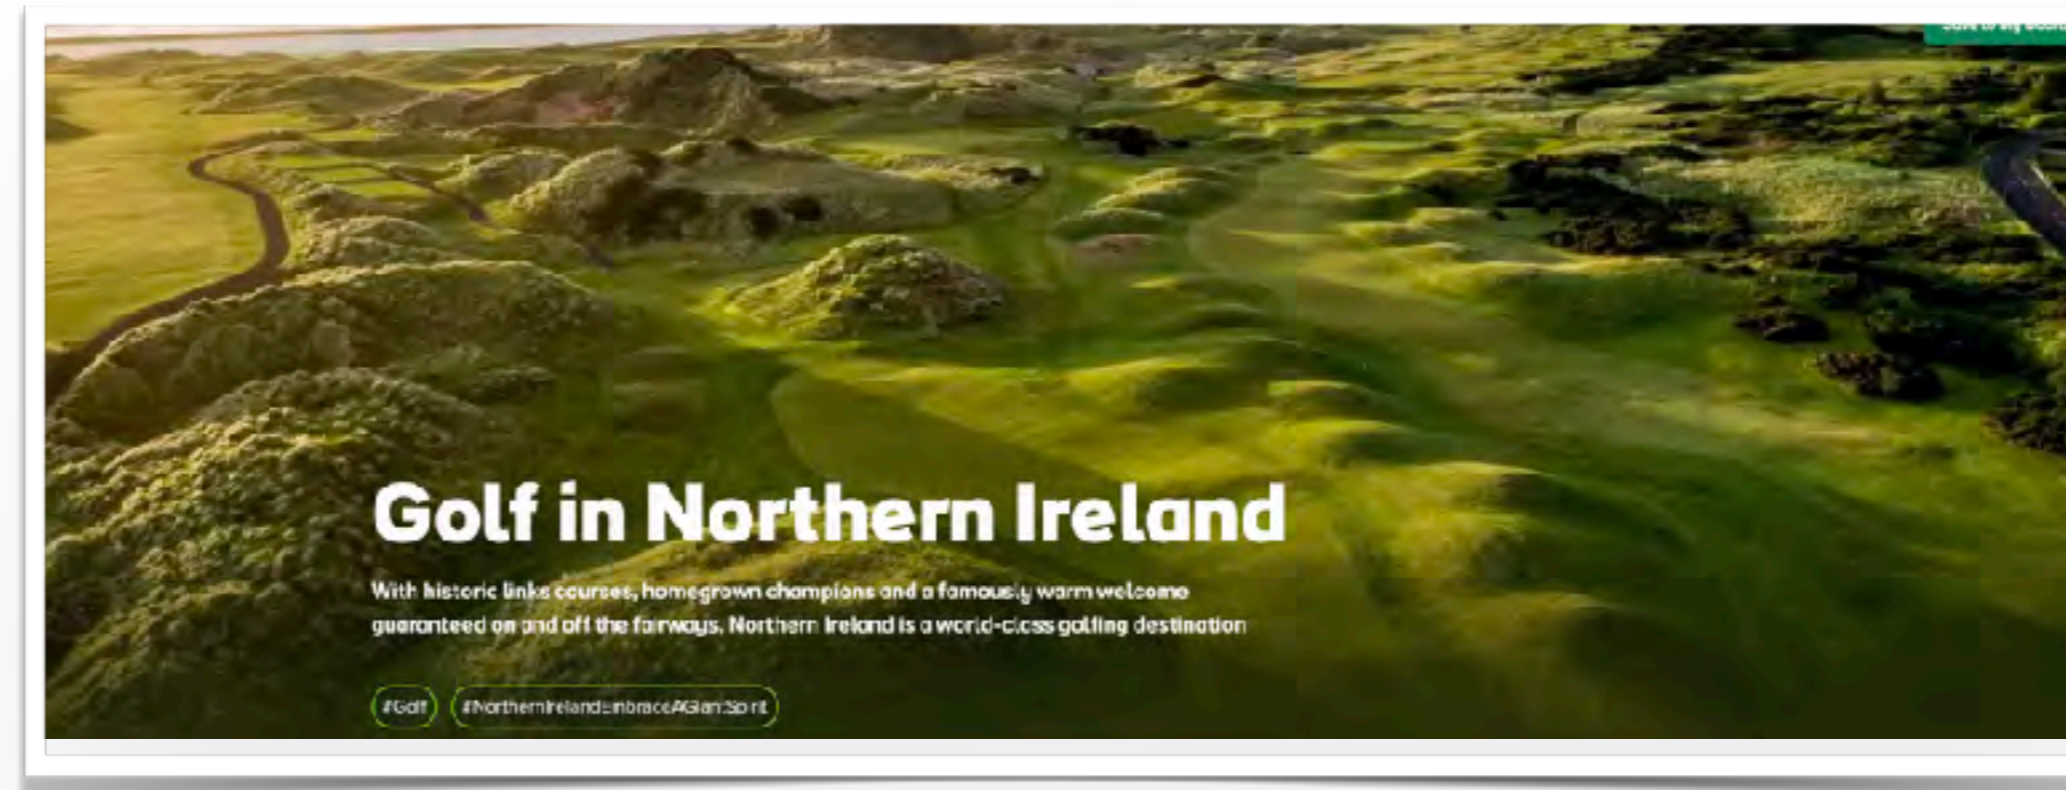 Golf in Northern Ireland
With historic links courses, homegrown champions and a famously warm welcome
guaranteed on and off the fairways, Northern Ireland is a world-class golfing destination
#Golf
#NorthernIrelandEmbraceAGiantSpirit